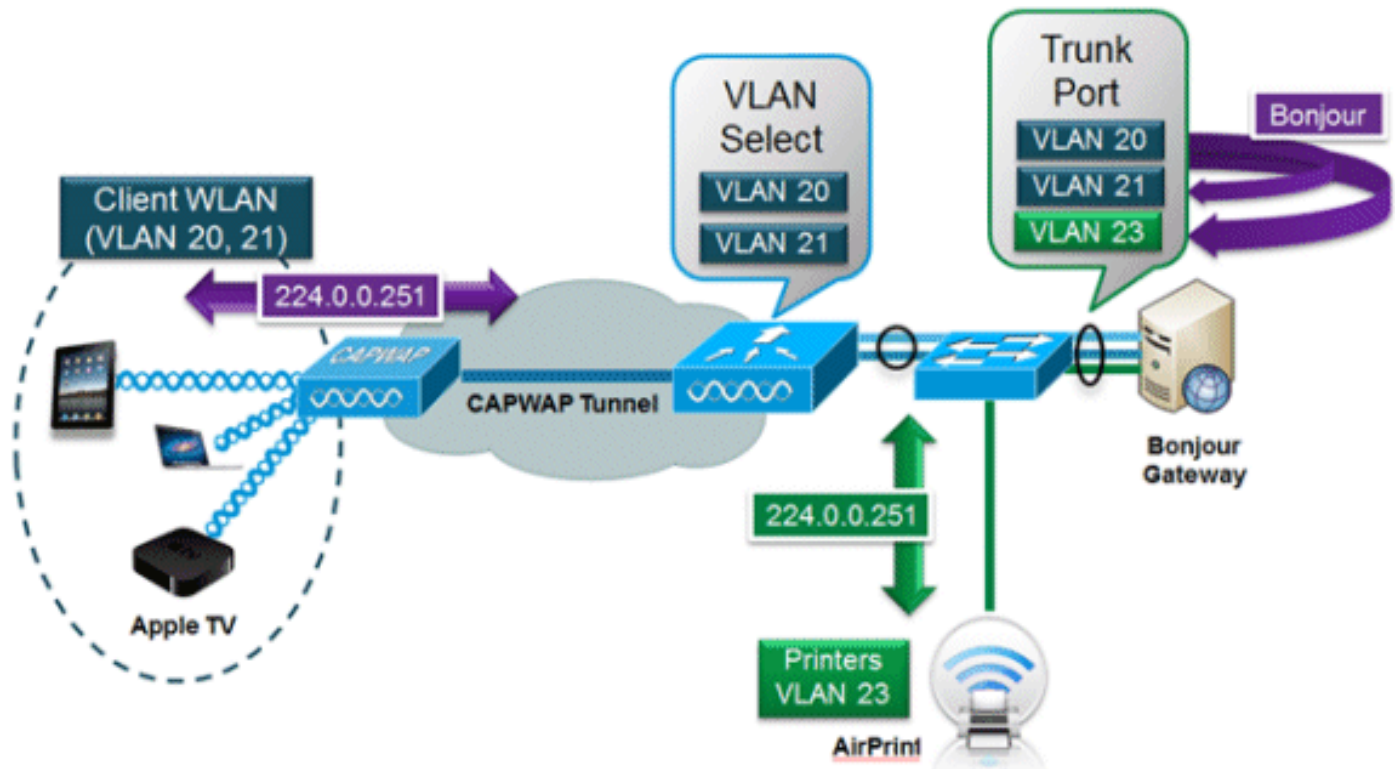 Trunk
Port
VLAN 20
VLAN 21
VLAN 23
Bonjour
VLAN
Select
VLAN 20
VLAN 21
Client WLAN
(VLAN 20, 21)
224.0.0.251
CAPWAP
CAPWAP Tunnel
Bonjour
Gateway
224.0.0.251
Apple TV
Printers
VLAN 23
AirPrint